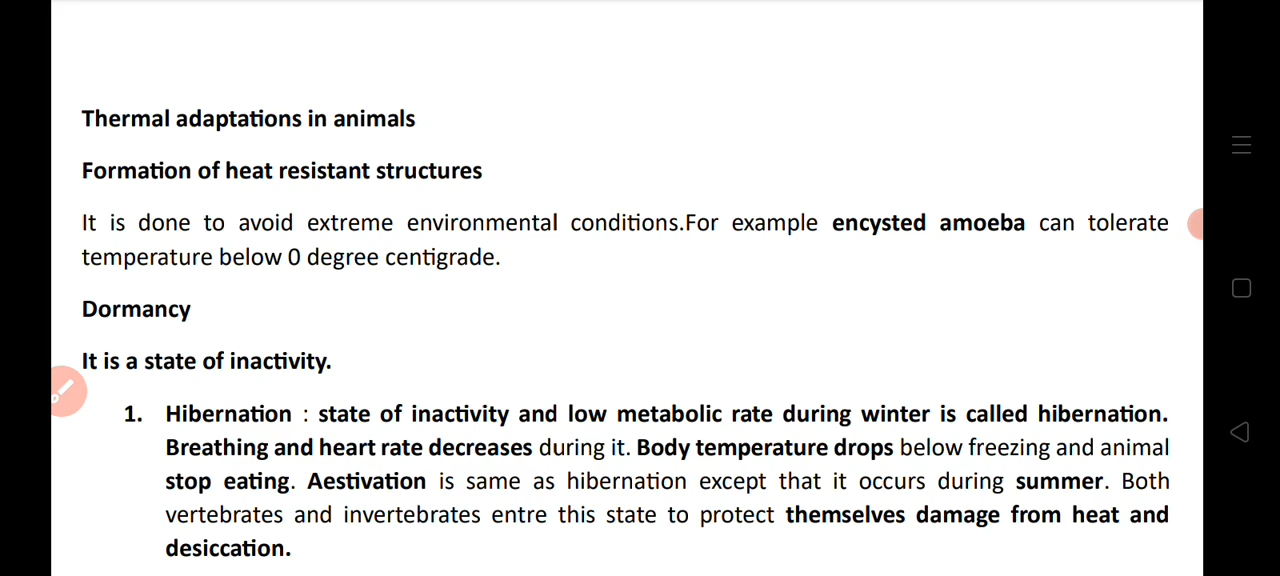 Thermal adaptations in animals
Formation of heat resistant structures
It is done to avoid extreme environmental conditions.For example encysted amoeba can tolerate
temperature below 0 degree centigrade.
Dormancy
It is a state of inactivity.
1. Hibernation : state of inactivity and low metabolic rate during winter is called hibernation.
Breathing and heart rate decreases during it. Body temperature drops below freezing and animal
stop eating. Aestivation is same as hibernation except that it occurs during summer. Both
vertebrates and invertebrates entre this state to protect themselves damage from heat and
desiccation.